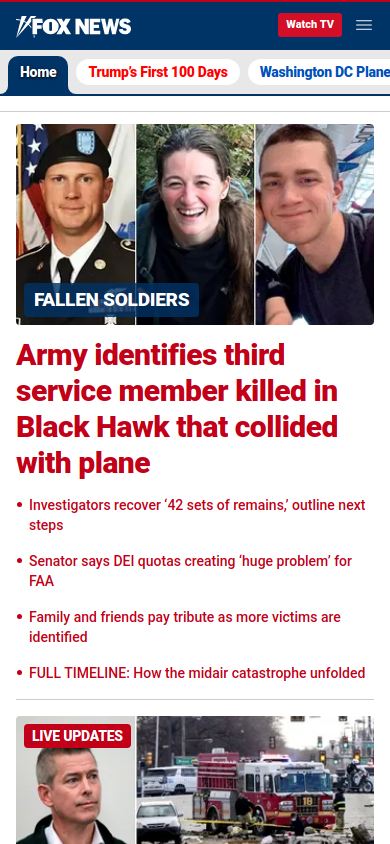 FOX NEWS
Watch TV
Home
Trump's First 100 Days
Washington DC Plane
FALLEN SOLDIERS
Army identifies third
service member killed in
Black Hawk that collided
with plane
• Investigators recover ‘42 sets of remains,’ outline next
steps
• Senator says DEI quotas creating ‘huge problem’ for
FAA
• Family and friends pay tribute as more victims are
identified
• FULL TIMELINE: How the midair catastrophe unfolded
LIVE UPDATES
18